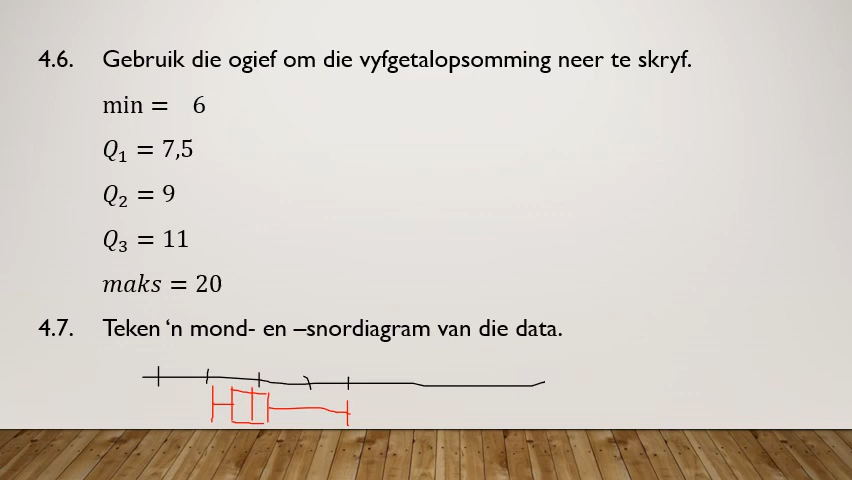 4.6. Gebruik die ogief om die vyfgetalopsomming neer te skryf.
min = 6
Q₁ = 7,5
Q₂ = 9
Q₃ = 11
maks = 20
4.7. Teken ‘n mond- en –snordiagram van die data.